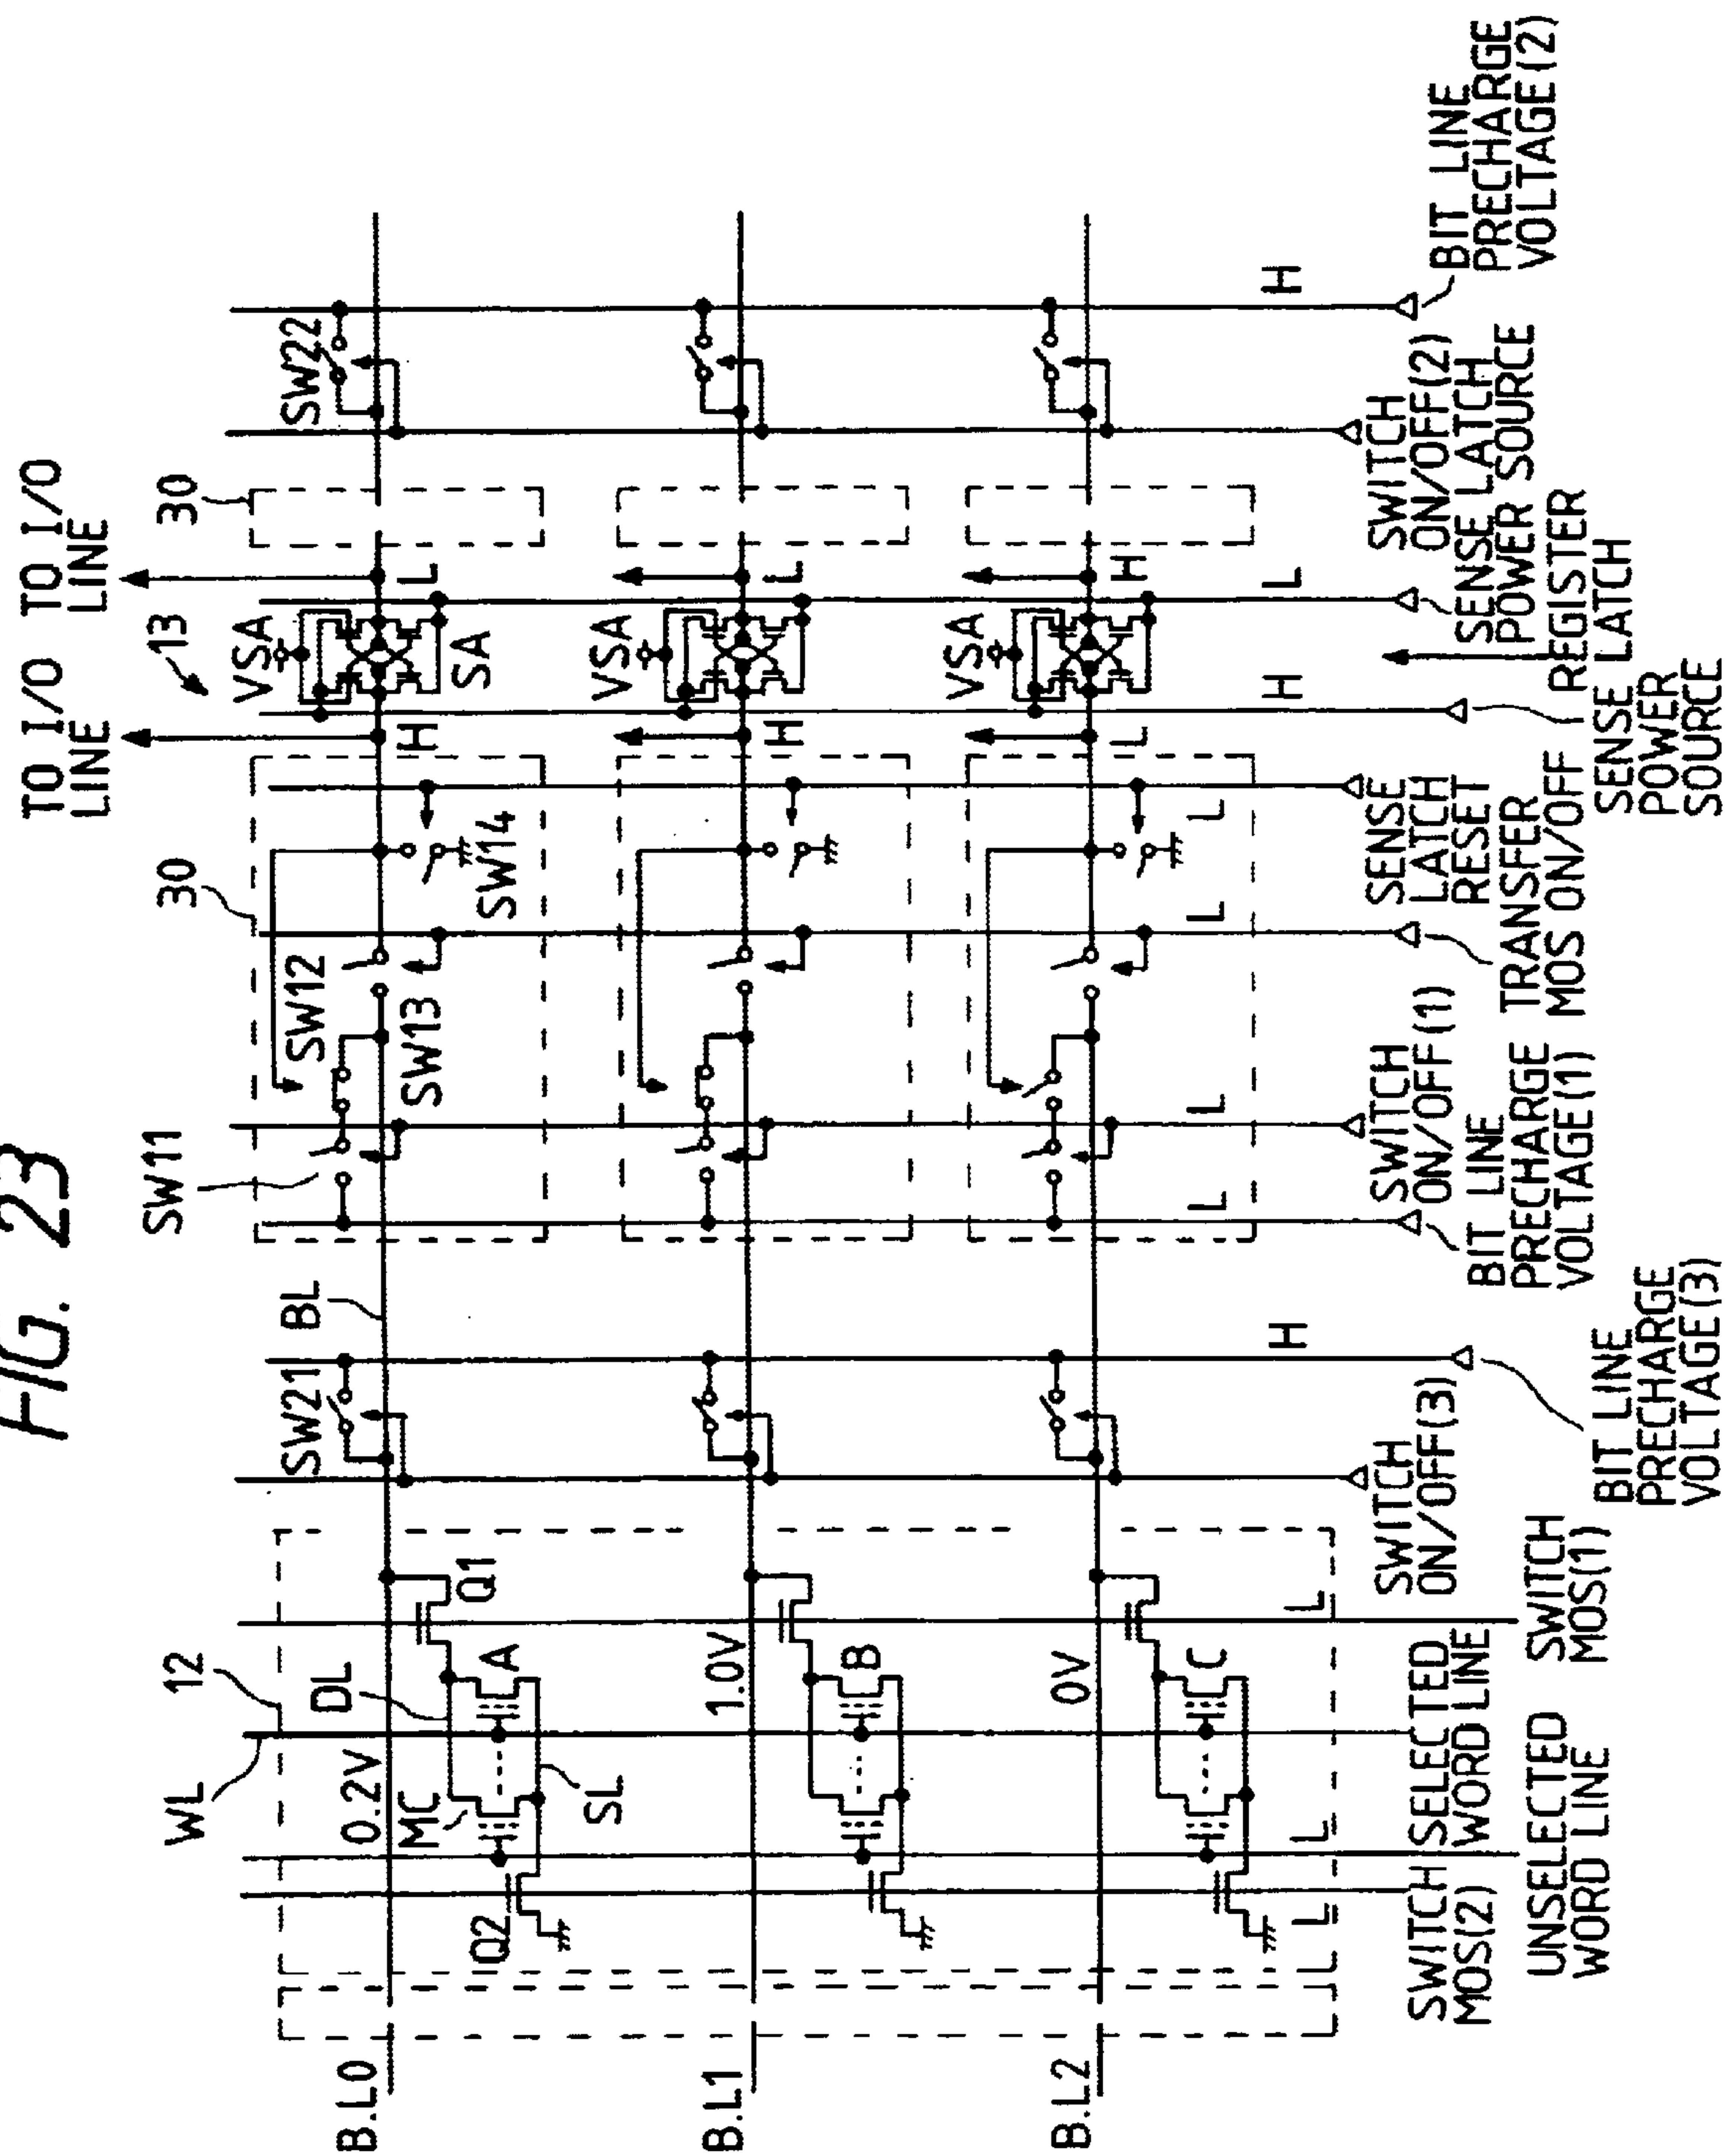 FIG. 23
TO I/O
LINE
TO I/O
LINE
13
SW11
30
30
WL
12
DL
SW21
BL
SW12
SW13
SW14
VSA
SA
SW22
B.L0
0.2V
MC
A
Q1
Q2
SL
H
L
B.L1
1.0V
B
VSA
H
L
B.L2
0V
C
VSA
L
H
L
L
L
H
L
L
L
L
H
L
H
SWITCH
MOS(2)
UNSELECTED
WORD LINE
SELECTED
WORD LINE
SWITCH
MOS(1)
SWITCH
ON/OFF(3)
BIT LINE
PRECHARGE
VOLTAGE(3)
BIT LINE
PRECHARGE
VOLTAGE(1)
SWITCH
ON/OFF(1)
TRANSFER
MOS ON/OFF
SENSE
LATCH
RESET
SENSE LATCH
POWER
SOURCE
REGISTER
SENSE LATCH
POWER SOURCE
SWITCH
ON/OFF(2)
BIT LINE
PRECHARGE
VOLTAGE(2)